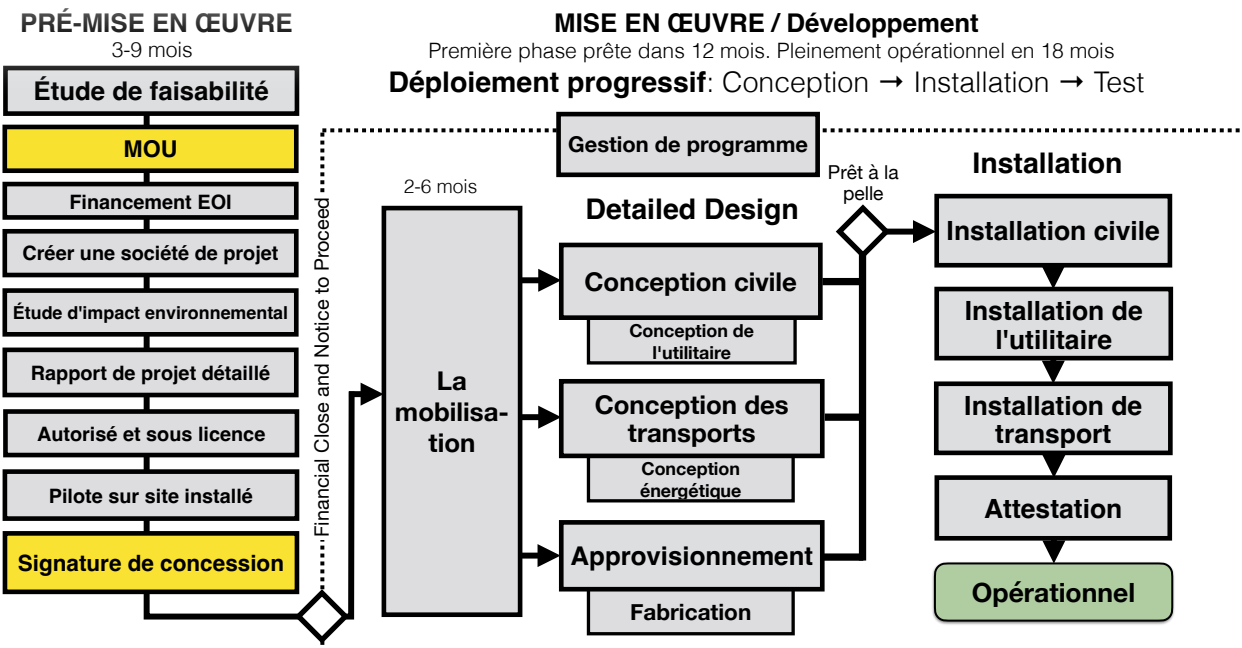 PRÉ-MISE EN ŒUVRE
3-9 mois
Étude de faisabilité
MOU
Financement EOI
Créer une société de projet
Étude d'impact environnemental
Rapport de projet détaillé
Autorisé et sous licence
Pilote sur site installé
Signature de concession
Financial Close and Notice to Proceed
MISE EN ŒUVRE / Développement
Première phase prête dans 12 mois. Pleinement opérationnel en 18 mois
Déploiement progressif: Conception → Installation → Test
Gestion de programme
2-6 mois
La
mobilisa-
tion
Detailed Design
Conception civile
Conception de
l'utilitaire
Conception des
transports
Conception
énergétique
Approvisionnement
Fabrication
Prêt à la
pelle
Installation
Installation civile
Installation de
l'utilitaire
Installation de
transport
Attestation
Opérationnel